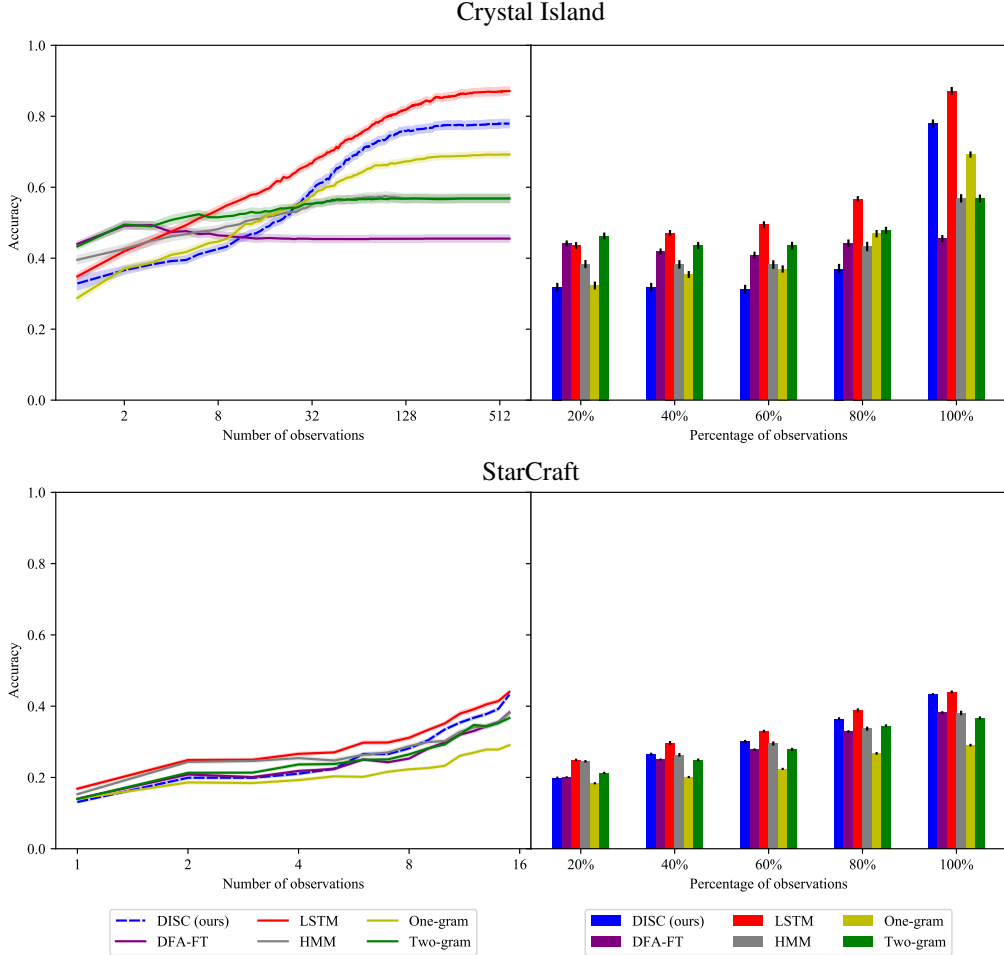 Crystal Island
1.0
0.8
0.6
0.4
0.2
0.0
Accuracy
2 8 32 128 512
Number of observations
20% 40% 60% 80% 100%
Percentage of observations
StarCraft
1.0
0.8
0.6
0.4
0.2
0.0
Accuracy
1 2 4 8 16
Number of observations
20% 40% 60% 80% 100%
Percentage of observations
DISC (ours) LSTM One-gram
DFA-FT HMM Two-gram
DISC (ours) LSTM One-gram
DFA-FT HMM Two-gram